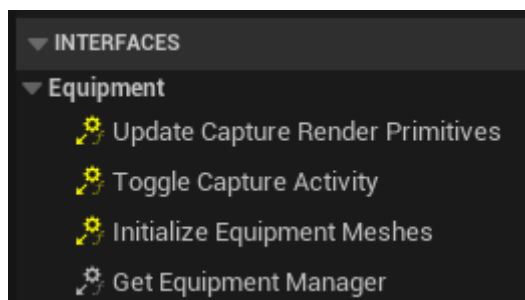 INTERFACES
Equipment
Update Capture Render Primitives
Toggle Capture Activity
Initialize Equipment Meshes
Get Equipment Manager